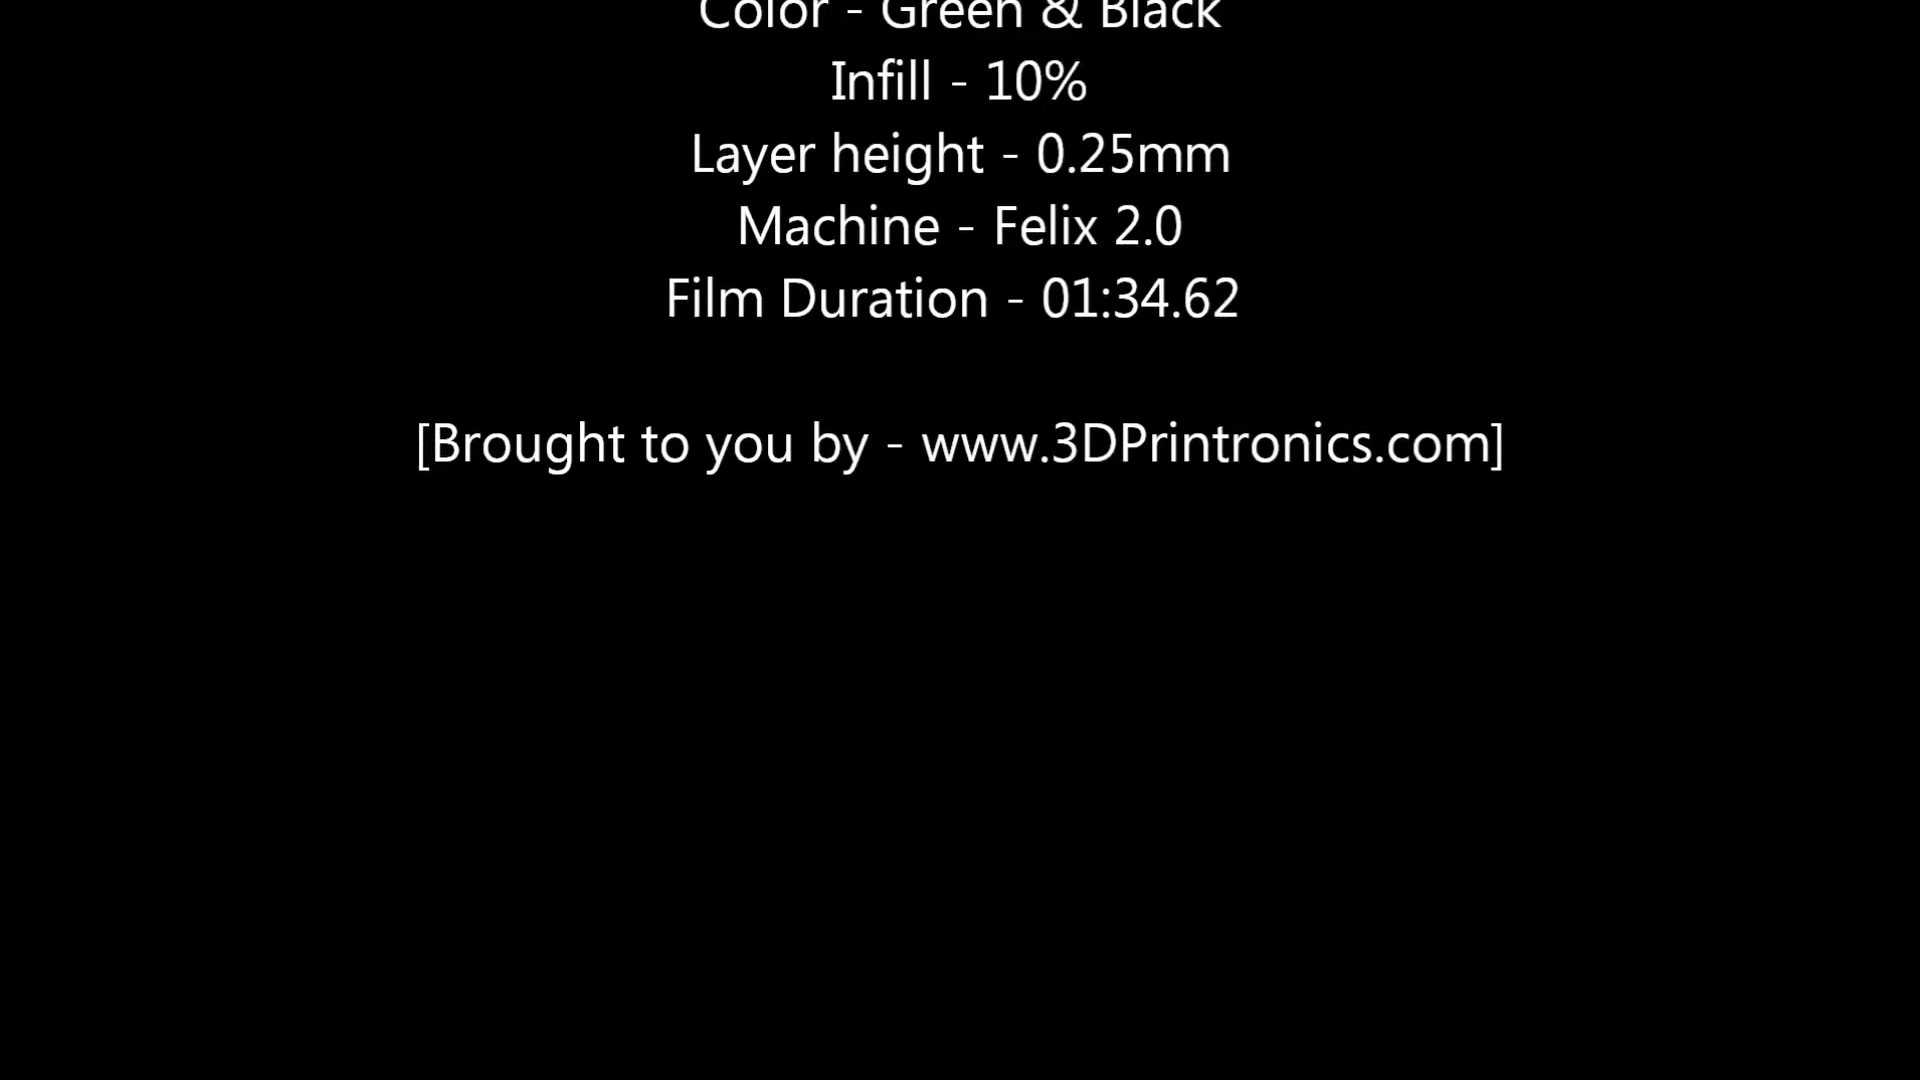 Color - Green & Black
Infill - 10%
Layer height - 0.25mm
Machine - Felix 2.0
Film Duration - 01:34.62
[Brought to you by - www.3DPrintronics.com]